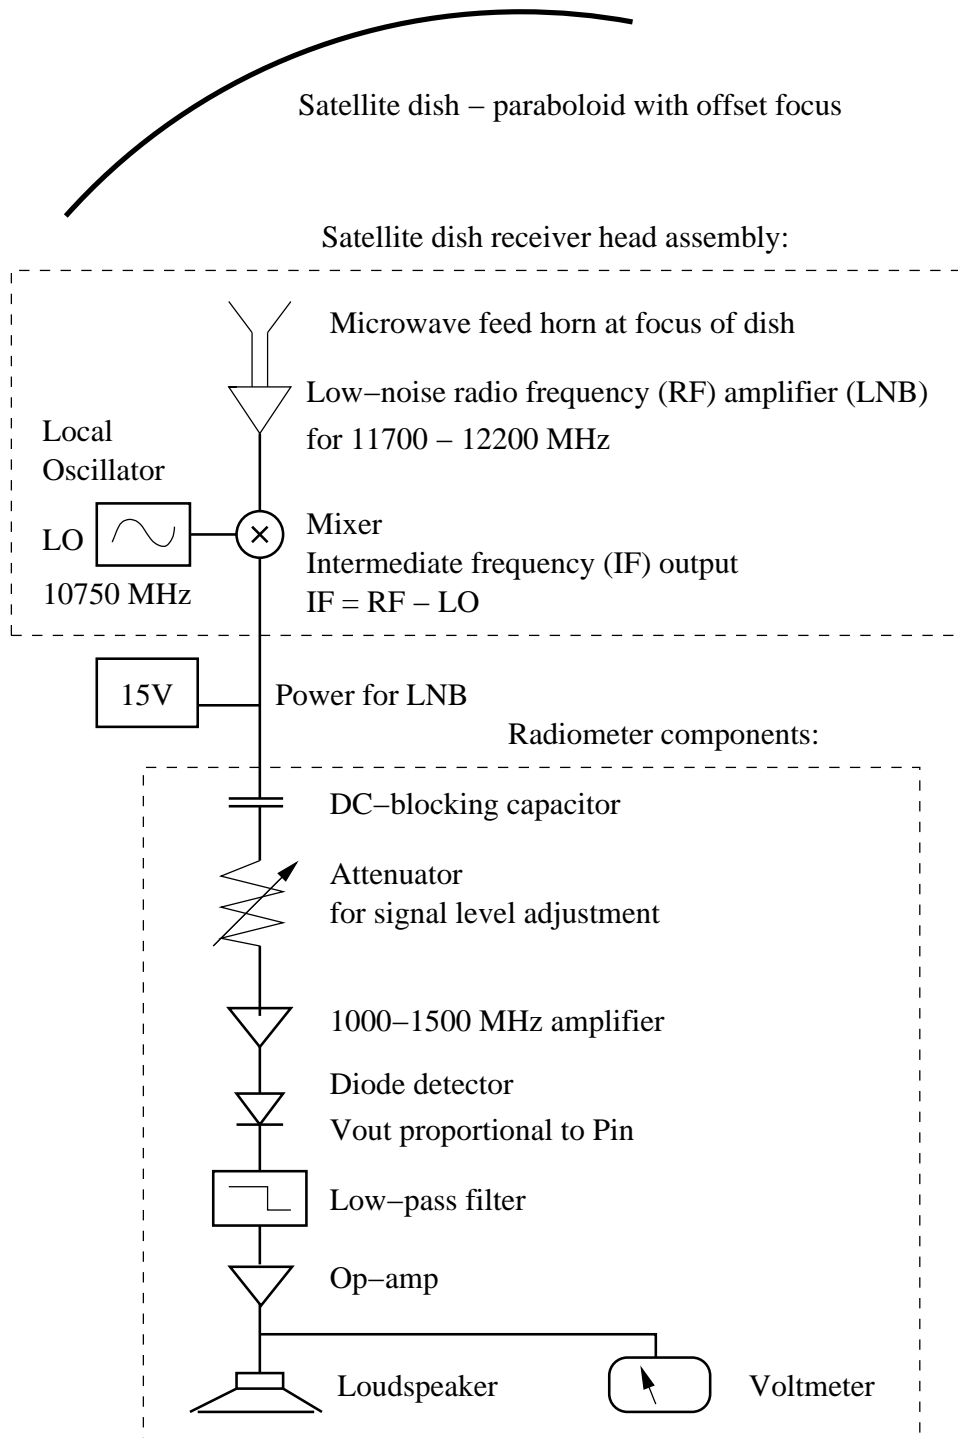 Satellite dish − paraboloid with offset focus
Satellite dish receiver head assembly:
Microwave feed horn at focus of dish
Low−noise radio frequency (RF) amplifier (LNB)
for 11700 − 12200 MHz
Local
Oscillator
LO
10750 MHz
Mixer
Intermediate frequency (IF) output
IF = RF − LO
15V
Power for LNB
Radiometer components:
DC−blocking capacitor
Attenuator
for signal level adjustment
1000−1500 MHz amplifier
Diode detector
Vout proportional to Pin
Low−pass filter
Op−amp
Loudspeaker
Voltmeter